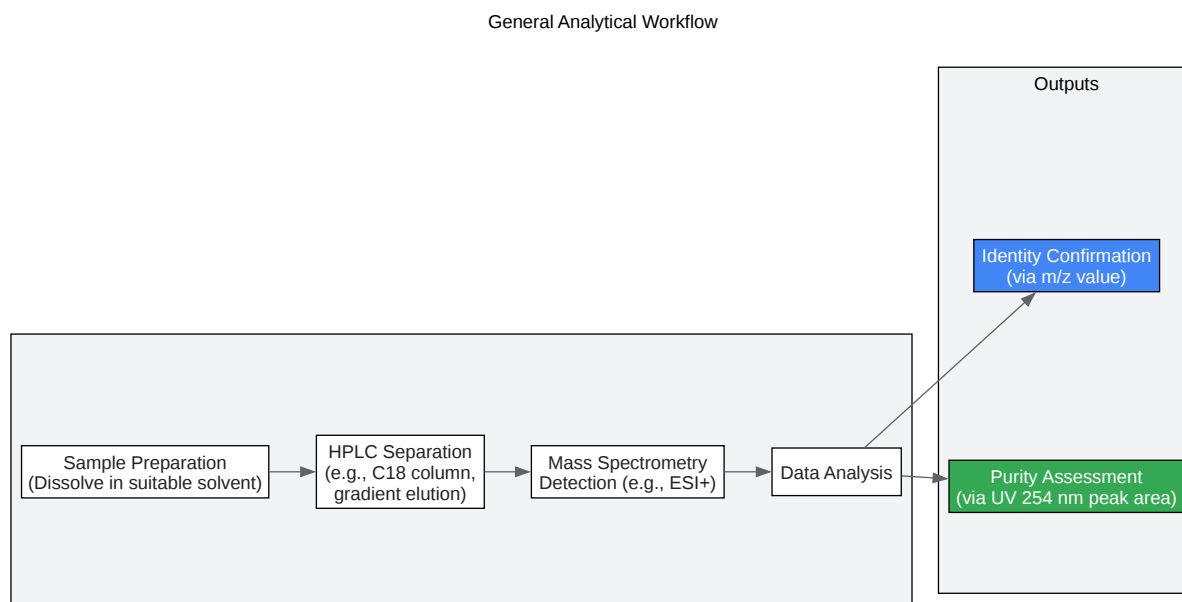 General Analytical Workflow
Outputs
Identity Confirmation
(via m/z value)
Sample Preparation
(Dissolve in suitable solvent)
HPLC Separation
(e.g., C18 column,
gradient elution)
Mass Spectrometry
Detection (e.g., ESI+)
Data Analysis
Purity Assessment
(via UV 254 nm peak area)